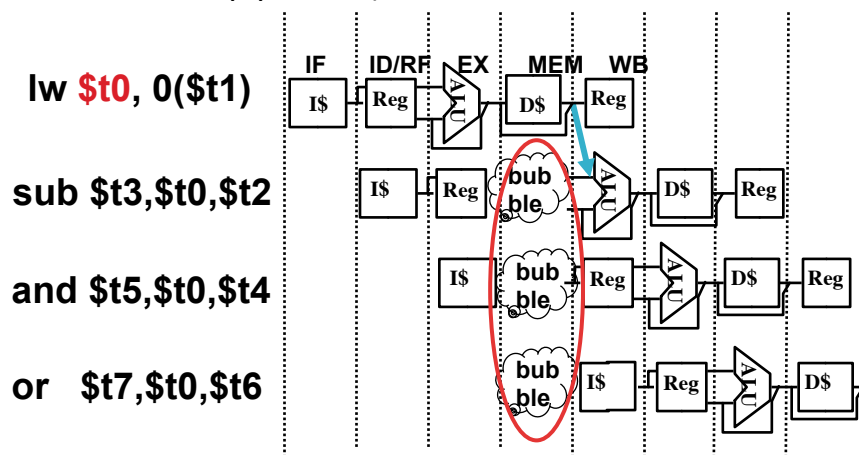 IF ID/RF EX MEM WB
lw $t0, 0($t1)
I$ Reg ALU D$ Reg
sub $t3,$t0,$t2
I$ Reg bub ALU D$ Reg
ble
and $t5,$t0,$t4
I$ bub Reg ALU D$ Reg
ble
or $t7,$t0,$t6
bub I$ Reg ALU D$
ble